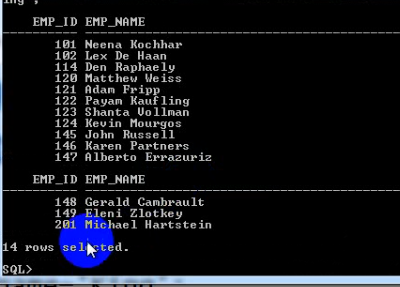 ing';
EMP_ID EMP_NAME
101 Neena Kochhar
102 Lex De Haan
114 Den Raphaely
120 Matthew Weiss
121 Adam Fripp
122 Payam Kaufling
123 Shanta Vollman
124 Kevin Mourgos
145 John Russell
146 Karen Partners
147 Alberto Errazuriz
EMP_ID EMP_NAME
148 Gerald Cambrault
149 Eleni Zlotkey
201 Michael Hartstein
14 rows selected.
SQL>